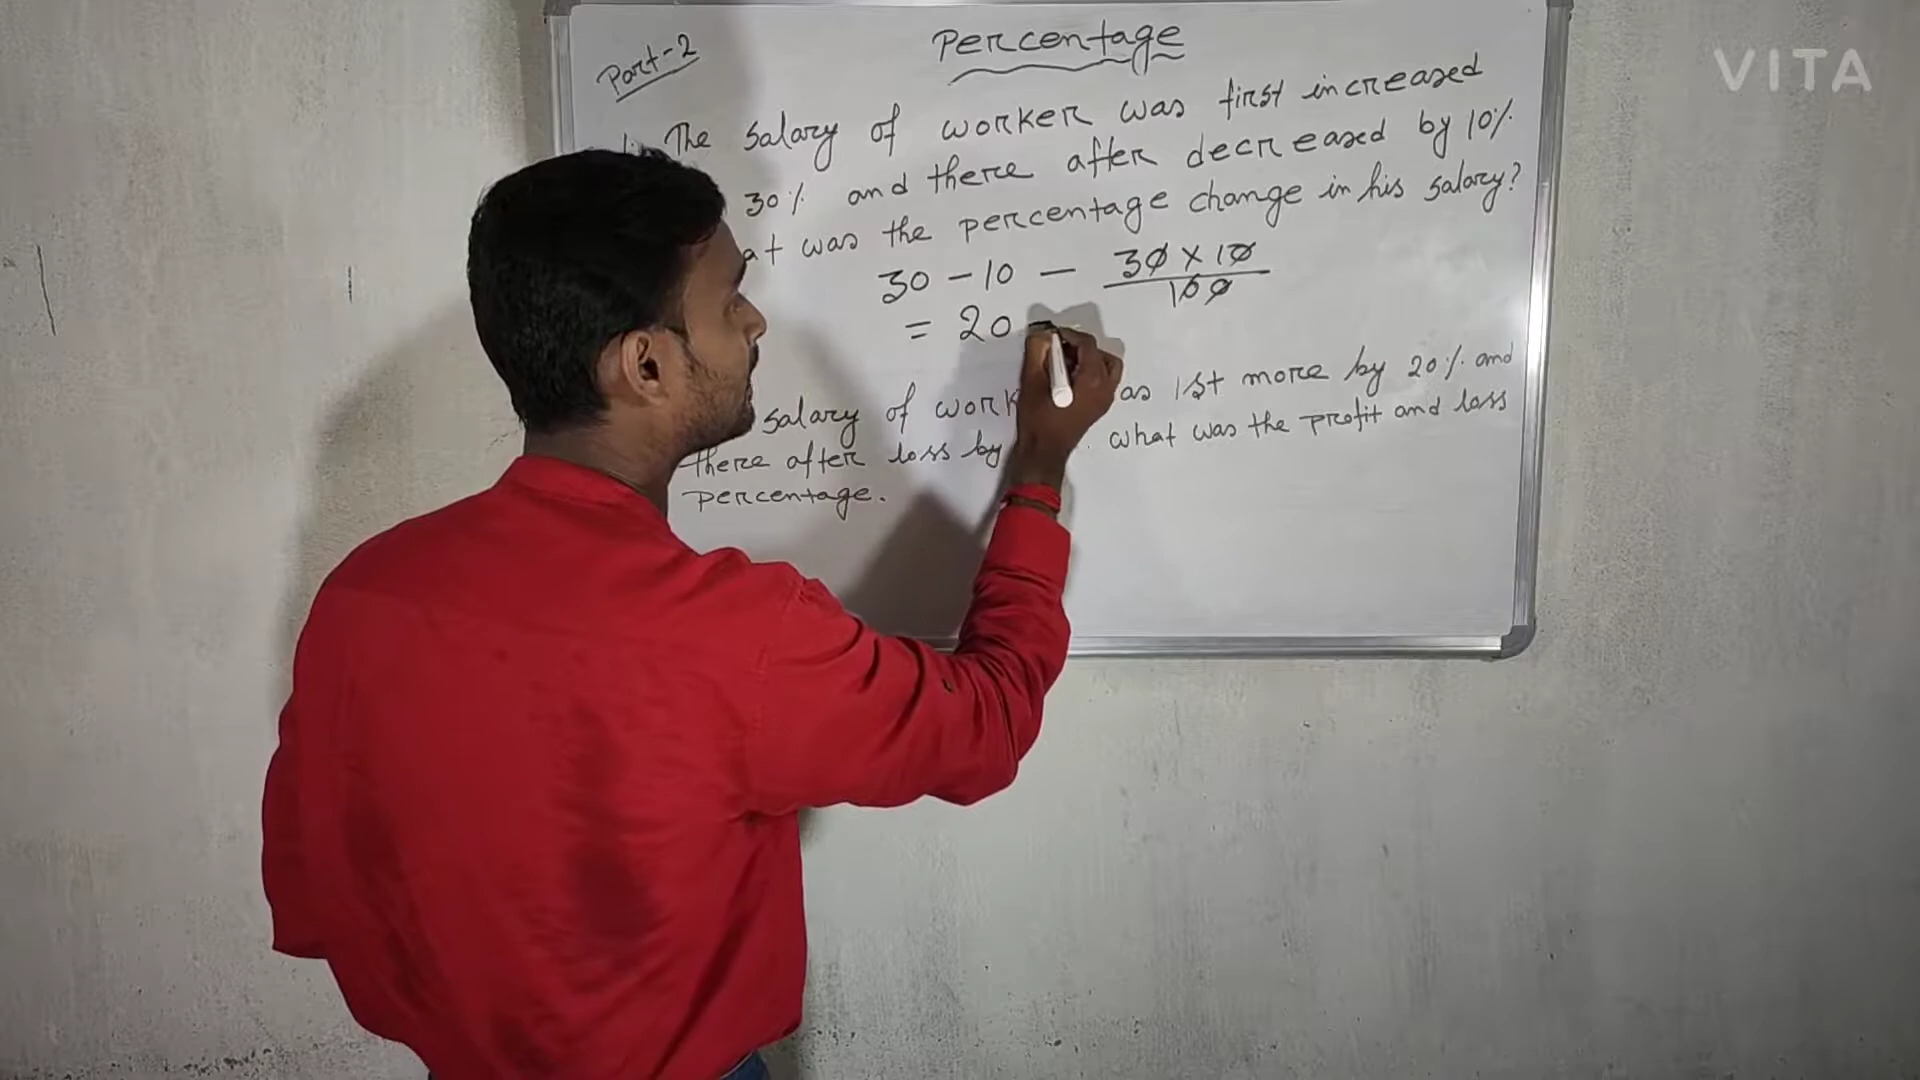 Part-2
Percentage
VITA
1. The salary of worker was first increased
30% and there after decreased by 10%
at was the percentage change in his salary?
30 - 10 - 30 x 10
100
= 20 -
salary of work as 1st more by 20% and
there after loss by what was the profit and loss
percentage.